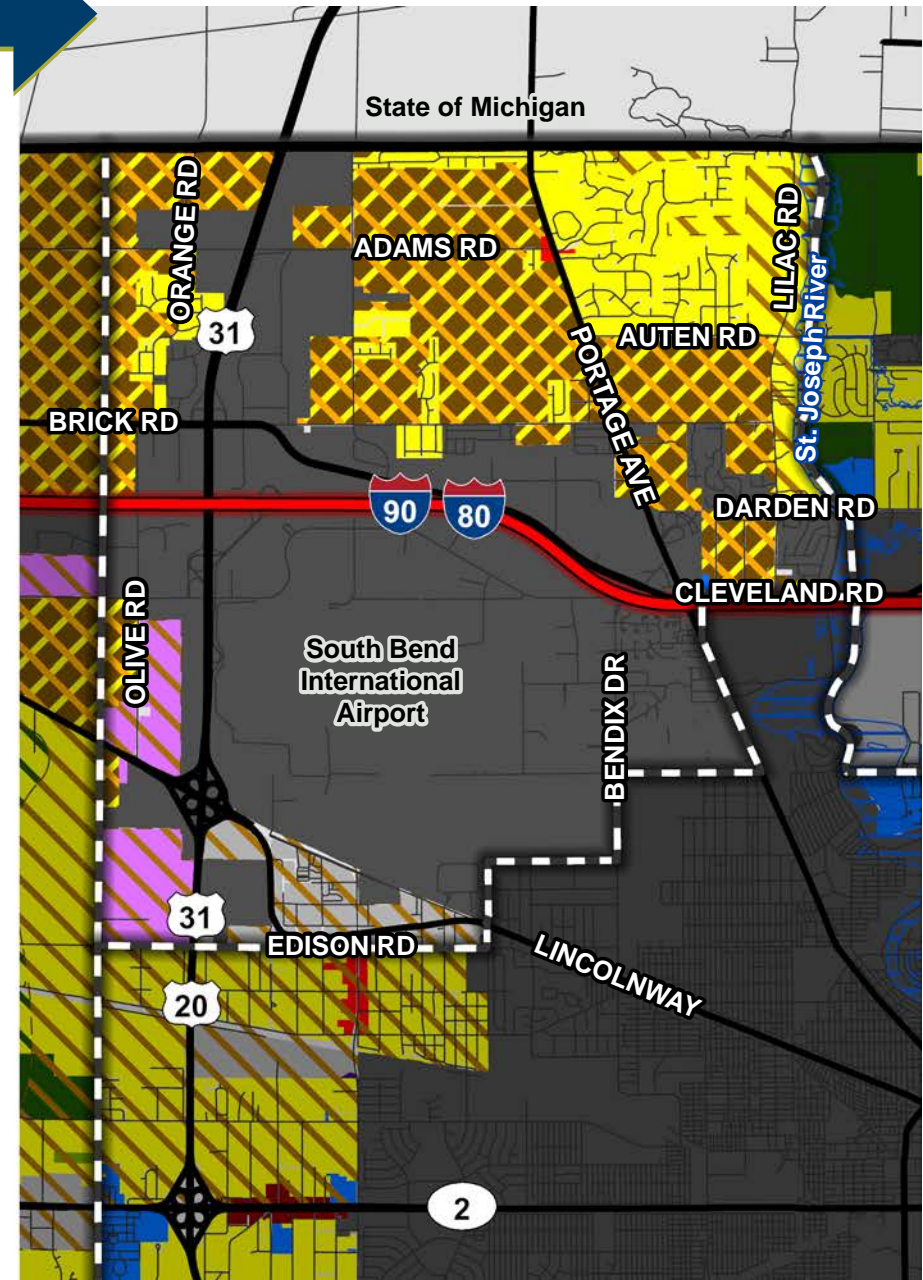 State of Michigan
ORANGE RD
ADAMS RD
LILAC RD
St. Joseph River
31
AUTEN RD
PORTAGE AVE
BRICK RD
90
80
DARDEN RD
CLEVELAND RD
OLIVE RD
South Bend
International
Airport
BENDIX DR
31
EDISON RD
LINCOLNWAY
20
2